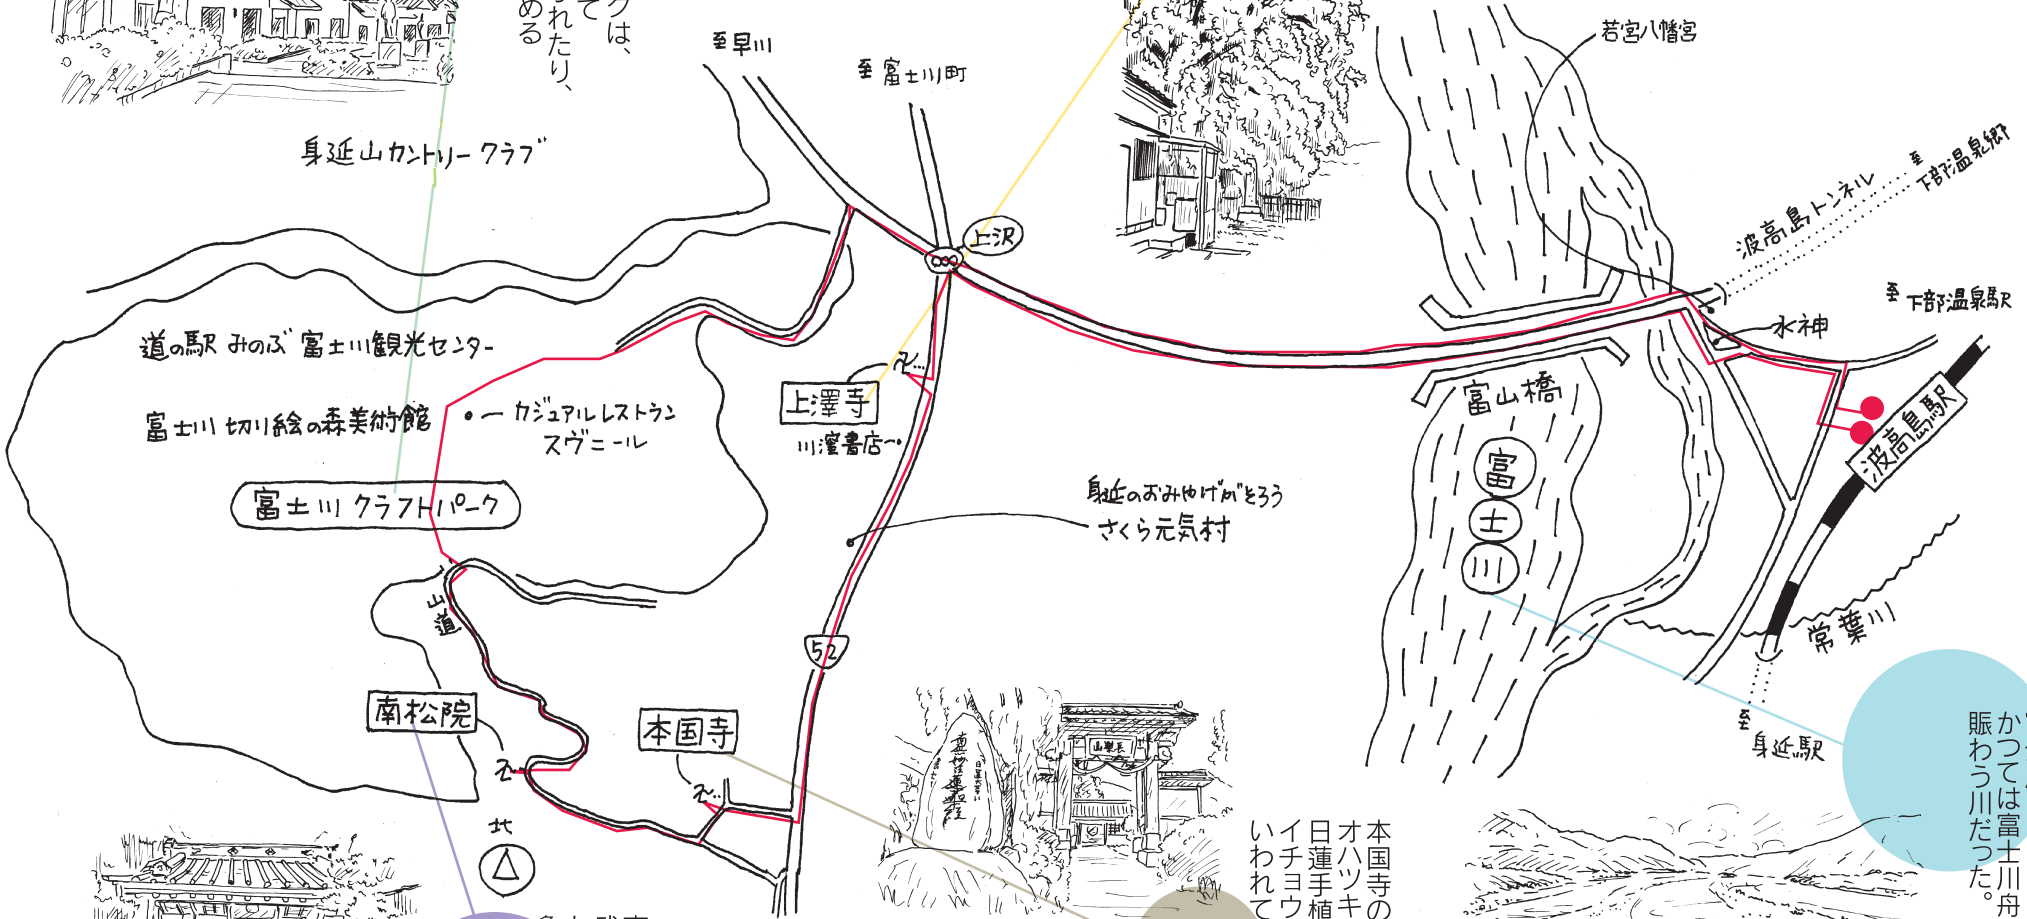 クは、
て
れたり、
める
至早川
至富士川町
若宮八幡宮
身延山カントリークラブ
上沢
波高島トンネル
至下部温泉郷
至下部温泉駅
道の駅 みのぶ 富士川観光センター
水神
富士川 切り絵の森美術館
カジュアルレストラン
スヴニール
上澤寺
川窪書店
富山橋
波高島駅
富士川クラフトパーク
身延のおみやげがそろう
さくら元気村
富士川
山道
52
常葉川
南松院
本国寺
至身延駅
北
かつては富士川舟
賑わう川だった。
本国寺の
オハツキ
日蓮手植
イチョウ
いわれて